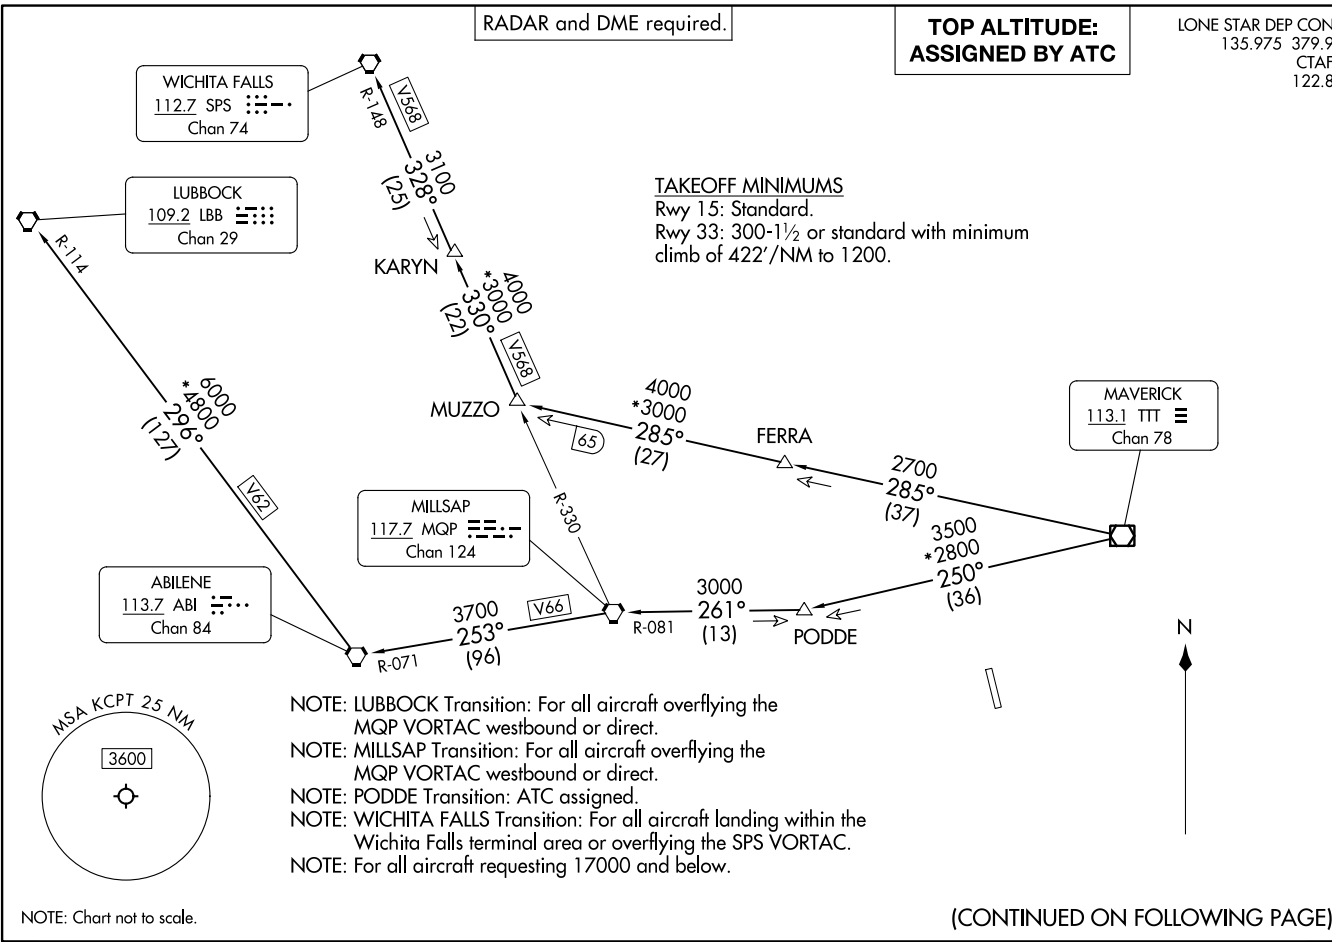 RADAR and DME required.
TOP ALTITUDE:
ASSIGNED BY ATC
LONE STAR DEP CON
135.975 379.9
CTAF
122.8
WICHITA FALLS
112.7 SPS
Chan 74
R-148
V568
3100
328°
(25)
LUBBOCK
109.2 LBB
Chan 29
R-114
KARYN
TAKEOFF MINIMUMS
Rwy 15: Standard.
Rwy 33: 300-1½ or standard with minimum
climb of 422'/NM to 1200.
4000
*3000
330°
(22)
V568
MUZZO
6000
*4800
296°
(127)
V62
4000
*3000
285°
(27)
65
FERRA
2700
285°
(37)
MAVERICK
113.1 TTT
Chan 78
R-330
MILLSAP
117.7 MQP
Chan 124
3500
*2800
250°
(36)
ABILENE
113.7 ABI
Chan 84
R-071
3700
253°
(96)
V66
R-081
3000
261°
(13)
PODDE
N
MSA KCPT 25 NM
3600
NOTE: LUBBOCK Transition: For all aircraft overflying the
MQP VORTAC westbound or direct.
NOTE: MILLSAP Transition: For all aircraft overflying the
MQP VORTAC westbound or direct.
NOTE: PODDE Transition: ATC assigned.
NOTE: WICHITA FALLS Transition: For all aircraft landing within the
Wichita Falls terminal area or overflying the SPS VORTAC.
NOTE: For all aircraft requesting 17000 and below.
NOTE: Chart not to scale.
(CONTINUED ON FOLLOWING PAGE)